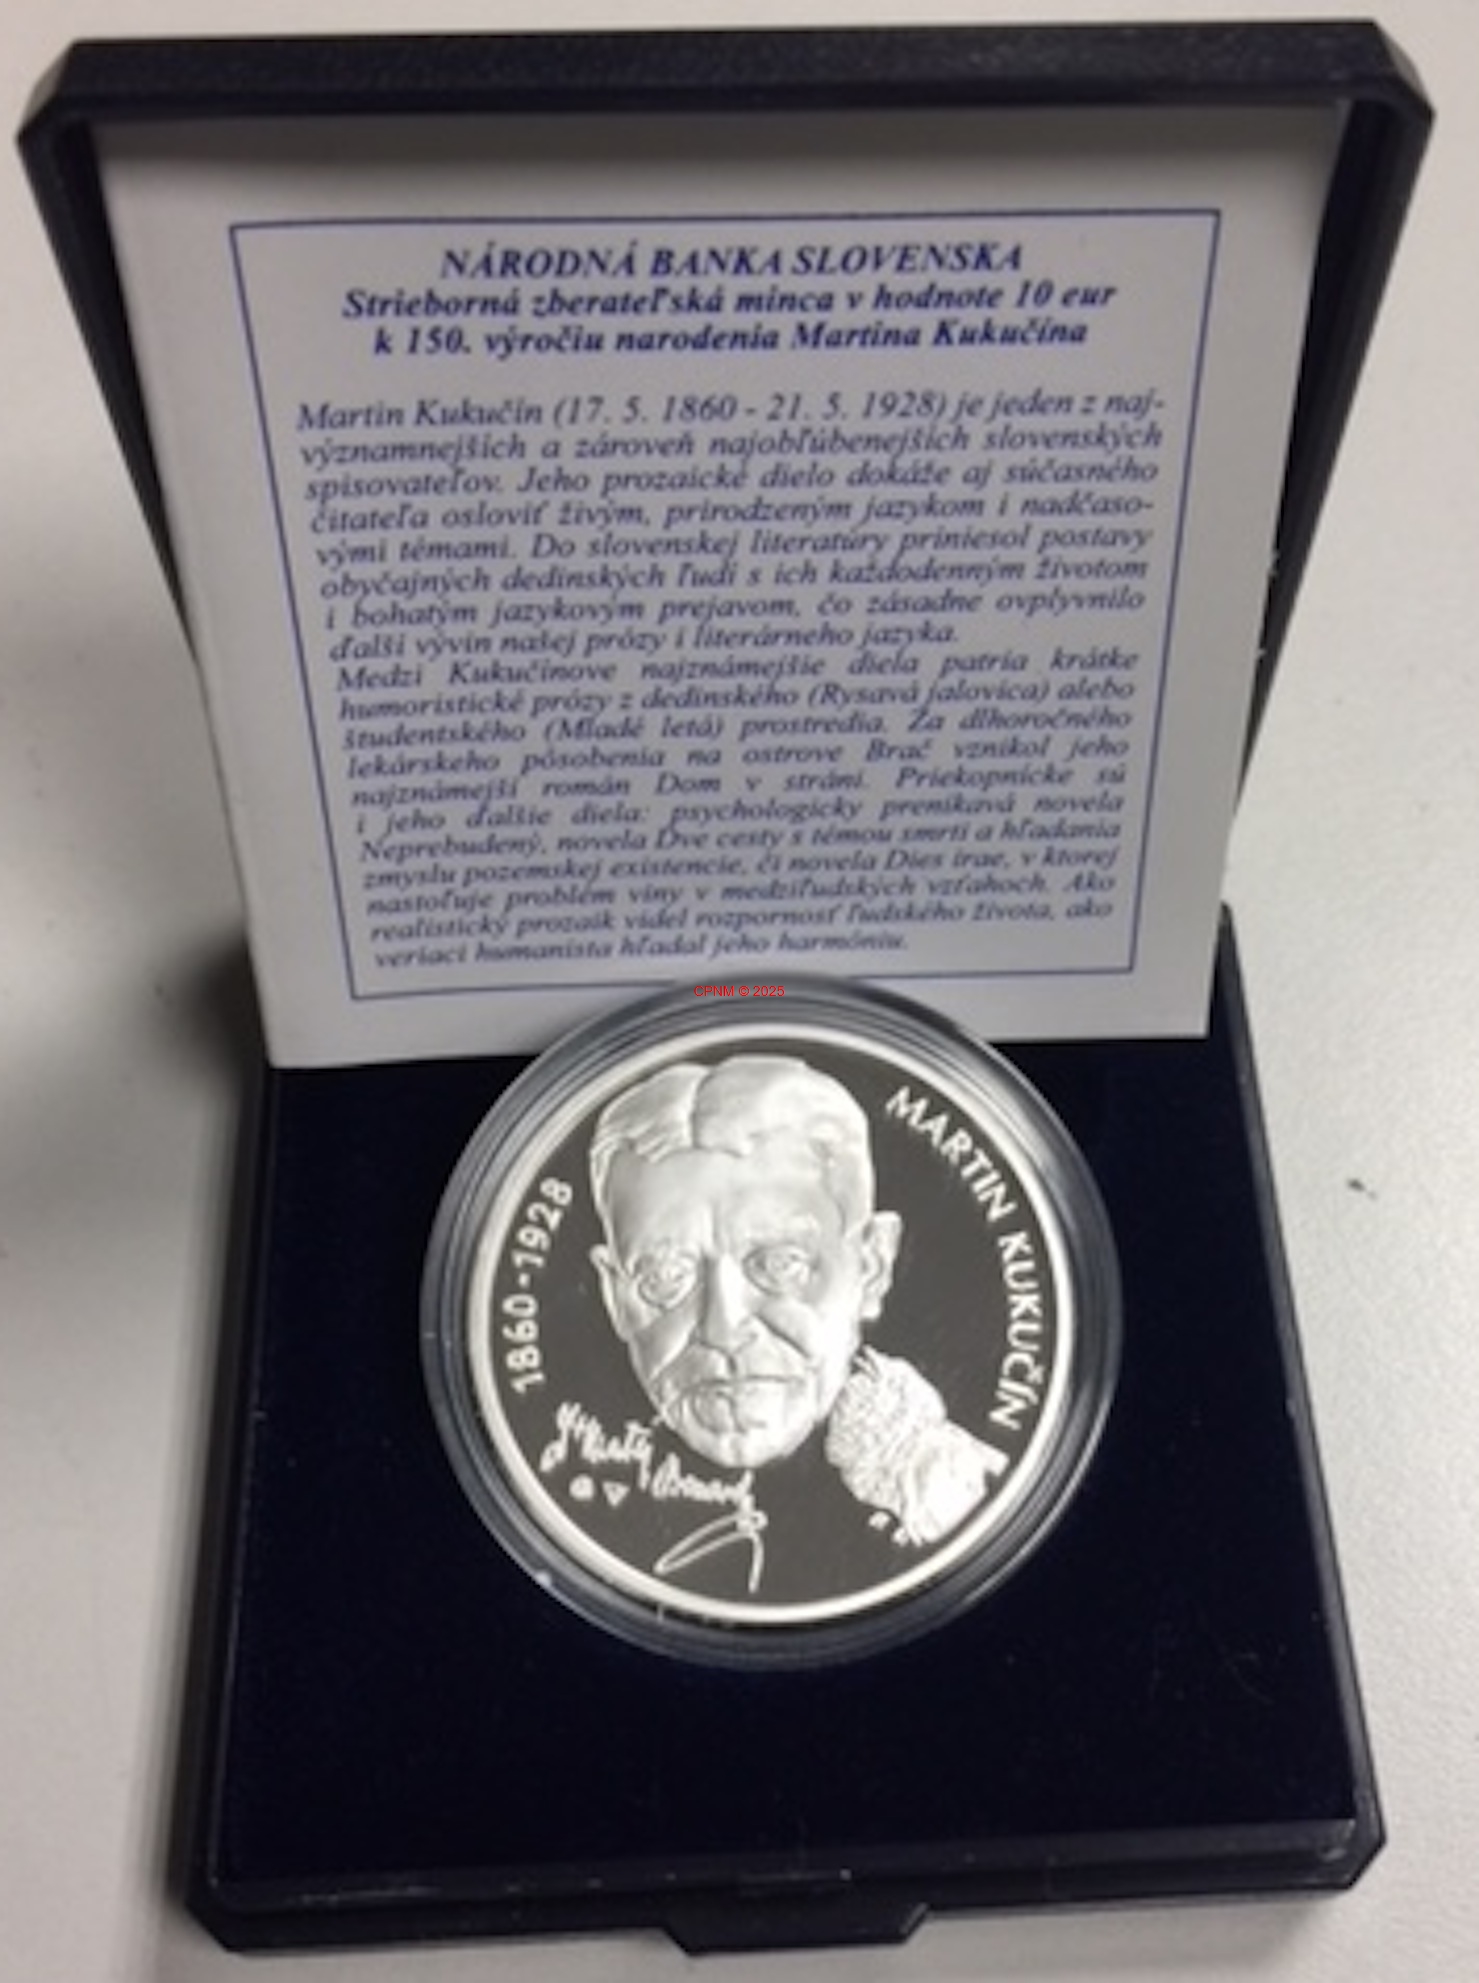 NÁRODNÁ BANKA SLOVENSKA
Strieborná zberateľská minca v hodnote 10 eur
k 150. výročiu narodenia Martina Kukučína
Martin Kukučín (17. 5. 1860 - 21. 5. 1928) je jeden z naj-
významnejších a zároveň najobľúbenejších slovenských
spisovateľov. Jeho prozaické dielo dokáže aj súčasného
čitateľa osloviť živým, prirodzeným jazykom i nadčaso-
vými témami. Do slovenskej literatúry priniesol postavy
obyčajných dedinských ľudí s ich každodenným životom
i bohatým jazykovým prejavom, čo zásadne ovplyvnilo
ďalší vývin našej prózy i literárneho jazyka.
Medzi Kukučínove najznámejšie diela patria krátke
humoristické prózy z dedinského (Rysavá jalovica) alebo
študentského (Mladé letá) prostredia. Za dlhoročného
lekárskeho pôsobenia na ostrove Brač vznikol jeho
najznámejší román Dom v stráni. Priekopnícke sú
i jeho ďalšie diela: psychologicky prenikavá novela
Neprebudený, novela Dve cesty s témou smrti a hľadania
zmyslu pozemskej existencie, či novela Dies irae, v ktorej
nastoľuje problém viny v medziľudských vzťahoch. Ako
realistický prozaik videl rozpornosť ľudského života, ako
veriaci humanista hľadal jeho harmóniu.
CPNM © 2025
1860-1928
MARTIN KUKUČÍN